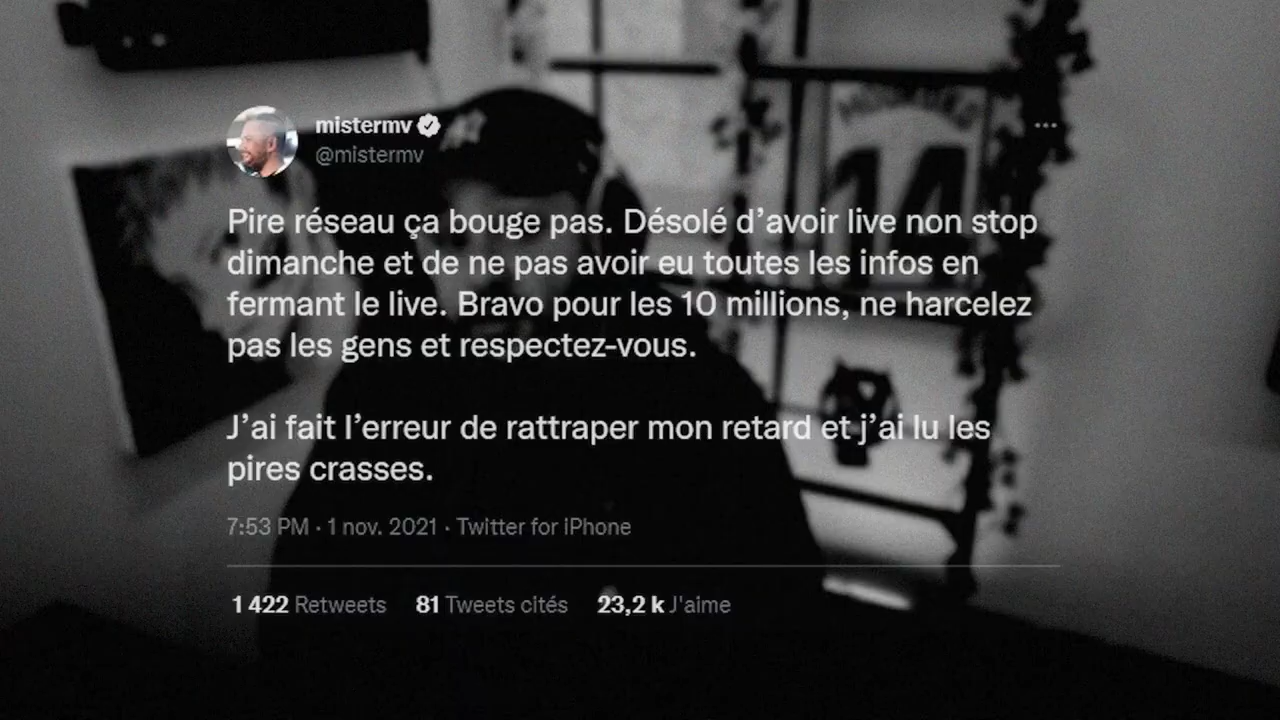 mistermv
@mistermv
Pire réseau ça bouge pas. Désolé d’avoir live non stop
dimanche et de ne pas avoir eu toutes les infos en
fermant le live. Bravo pour les 10 millions, ne harcelez
pas les gens et respectez-vous.
J’ai fait l’erreur de rattraper mon retard et j’ai lu les
pires crasses.
7:53 PM · 1 nov. 2021 · Twitter for iPhone
1 422 Retweets 81 Tweets cités 23,2 k J'aime
14